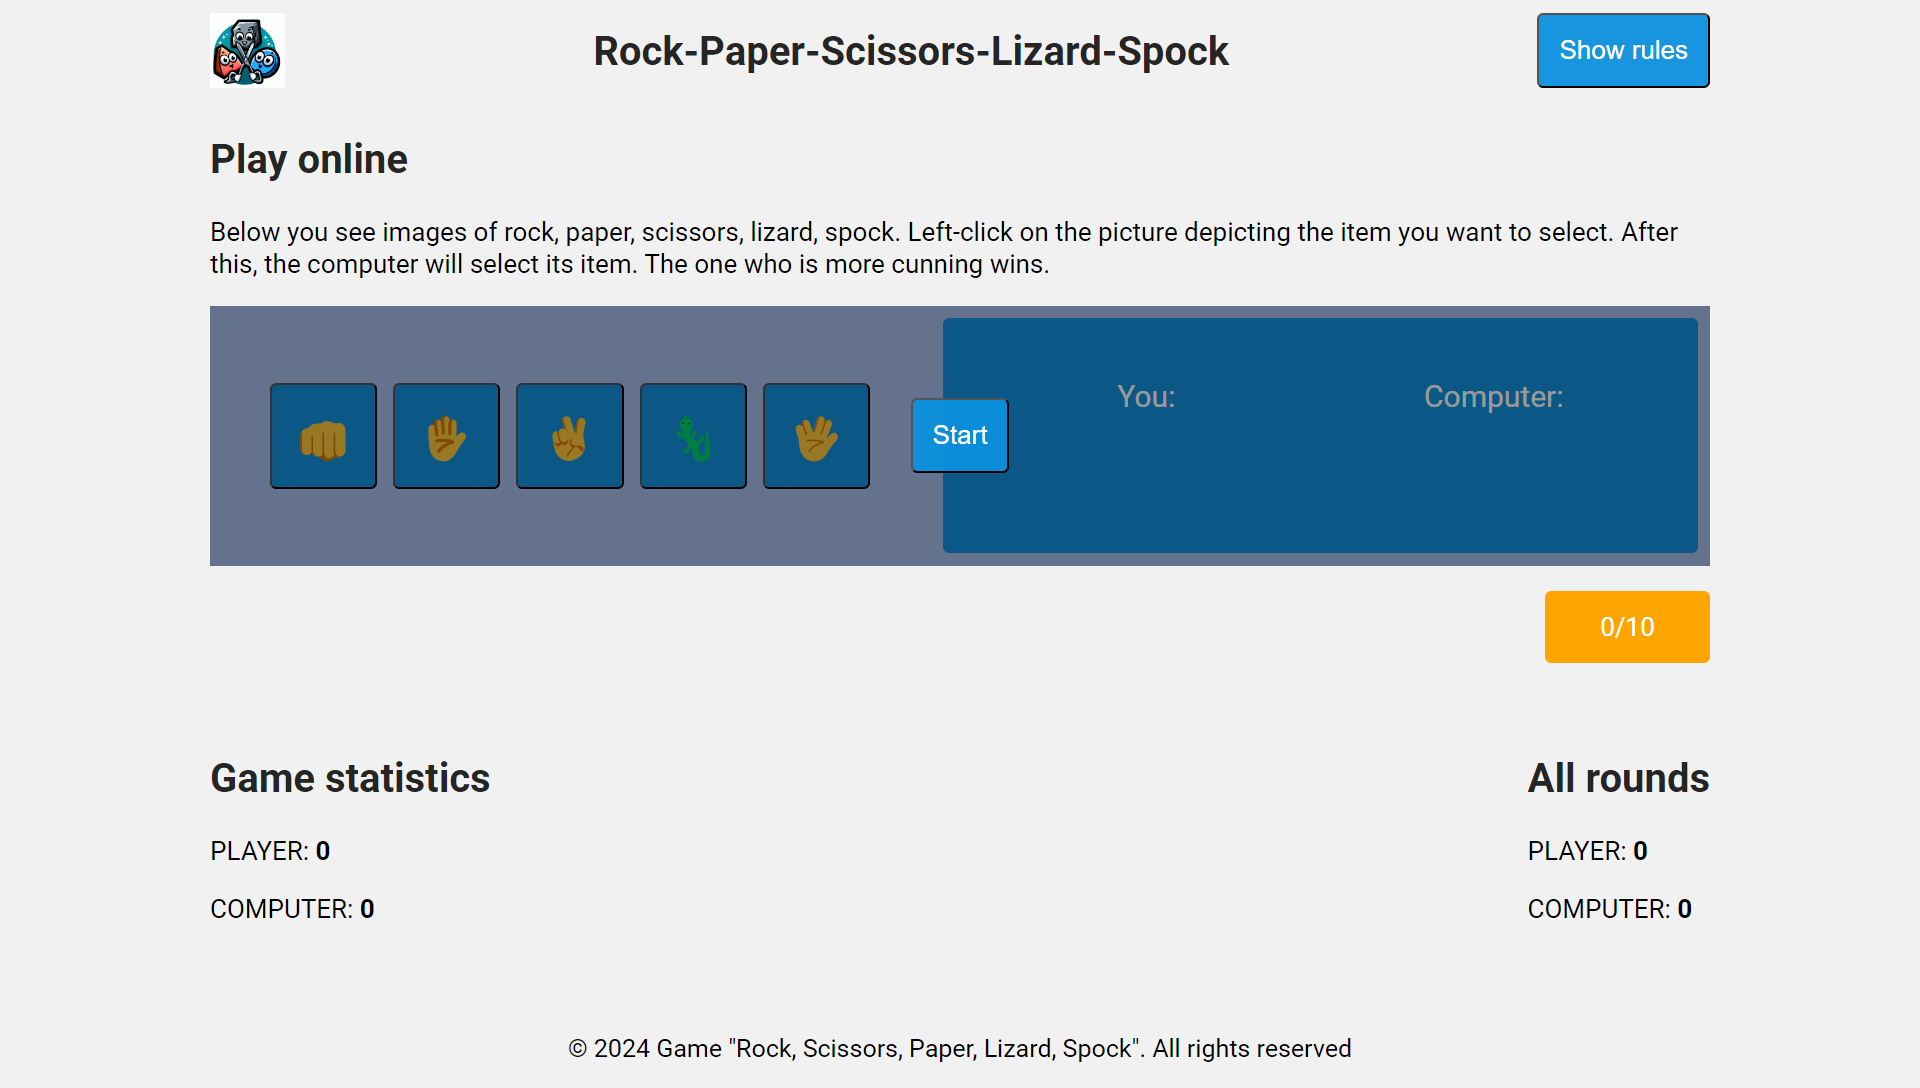 Rock-Paper-Scissors-Lizard-Spock
Show rules
Play online
Below you see images of rock, paper, scissors, lizard, spock. Left-click on the picture depicting the item you want to select. After
this, the computer will select its item. The one who is more cunning wins.
You:
Computer:
Start
0/10
Game statistics
PLAYER: 0
COMPUTER: 0
All rounds
PLAYER: 0
COMPUTER: 0
© 2024 Game "Rock, Scissors, Paper, Lizard, Spock". All rights reserved